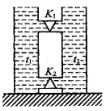 K₁
t₁ t₂
K₂